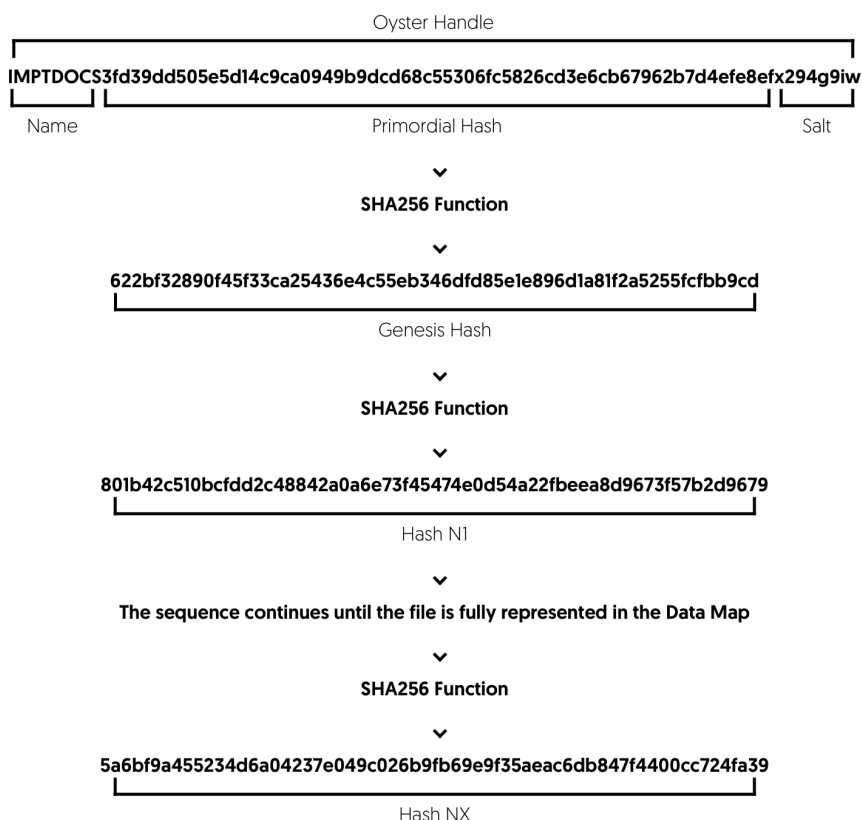 Oyster Handle
IMPTDOCS3fd39dd505e5d14c9ca0949b9dcd68c55306fc5826cd3e6cb67962b7d4efe8efx294g9iw
Name Primordial Hash Salt
SHA256 Function
622bf32890f45f33ca25436e4c55eb346dfd85e1e896d1a81f2a5255fcfbb9cd
Genesis Hash
SHA256 Function
801b42c510bcfdd2c48842a0a6e73f45474e0d54a22fbeea8d9673f57b2d9679
Hash N1
The sequence continues until the file is fully represented in the Data Map
SHA256 Function
5a6bf9a455234d6a04237e049c026b9fb69e9f35aeac6db847f4400cc724fa39
Hash NX